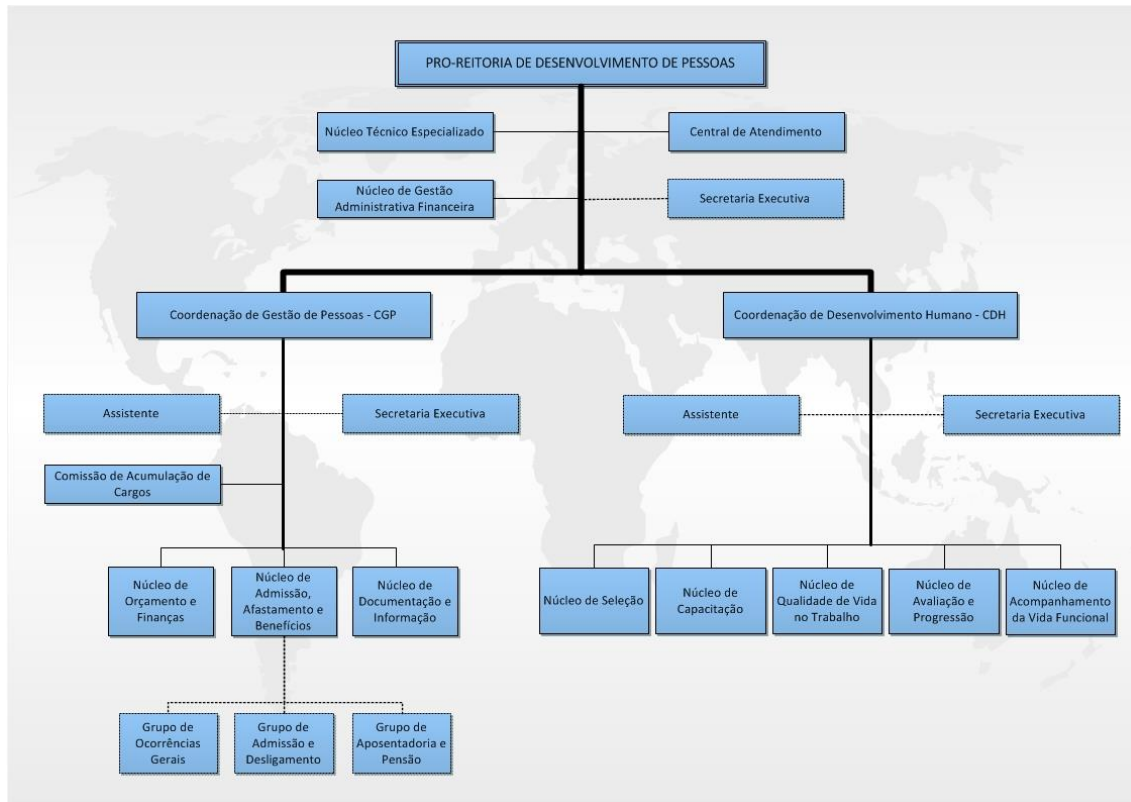 PRO-REITORIA DE DESENVOLVIMENTO DE PESSOAS
Núcleo Técnico Especializado
Central de Atendimento
Núcleo de Gestão
Administrativa Financeira
Secretaria Executiva
Coordenação de Gestão de Pessoas - CGP
Coordenação de Desenvolvimento Humano - CDH
Assistente
Secretaria Executiva
Assistente
Secretaria Executiva
Comissão de Acumulação de
Cargos
Núcleo de
Orçamento e
Finanças
Núcleo de
Admissão,
Afastamento e
Benefícios
Núcleo de
Documentação e
Informação
Núcleo de Seleção
Núcleo de
Capacitação
Núcleo de
Qualidade de Vida
no Trabalho
Núcleo de
Avaliação e
Progressão
Núcleo de
Acompanhamento
da Vida Funcional
Grupo de
Ocorrências
Gerais
Grupo de
Admissão e
Desligamento
Grupo de
Aposentadoria e
Pensão